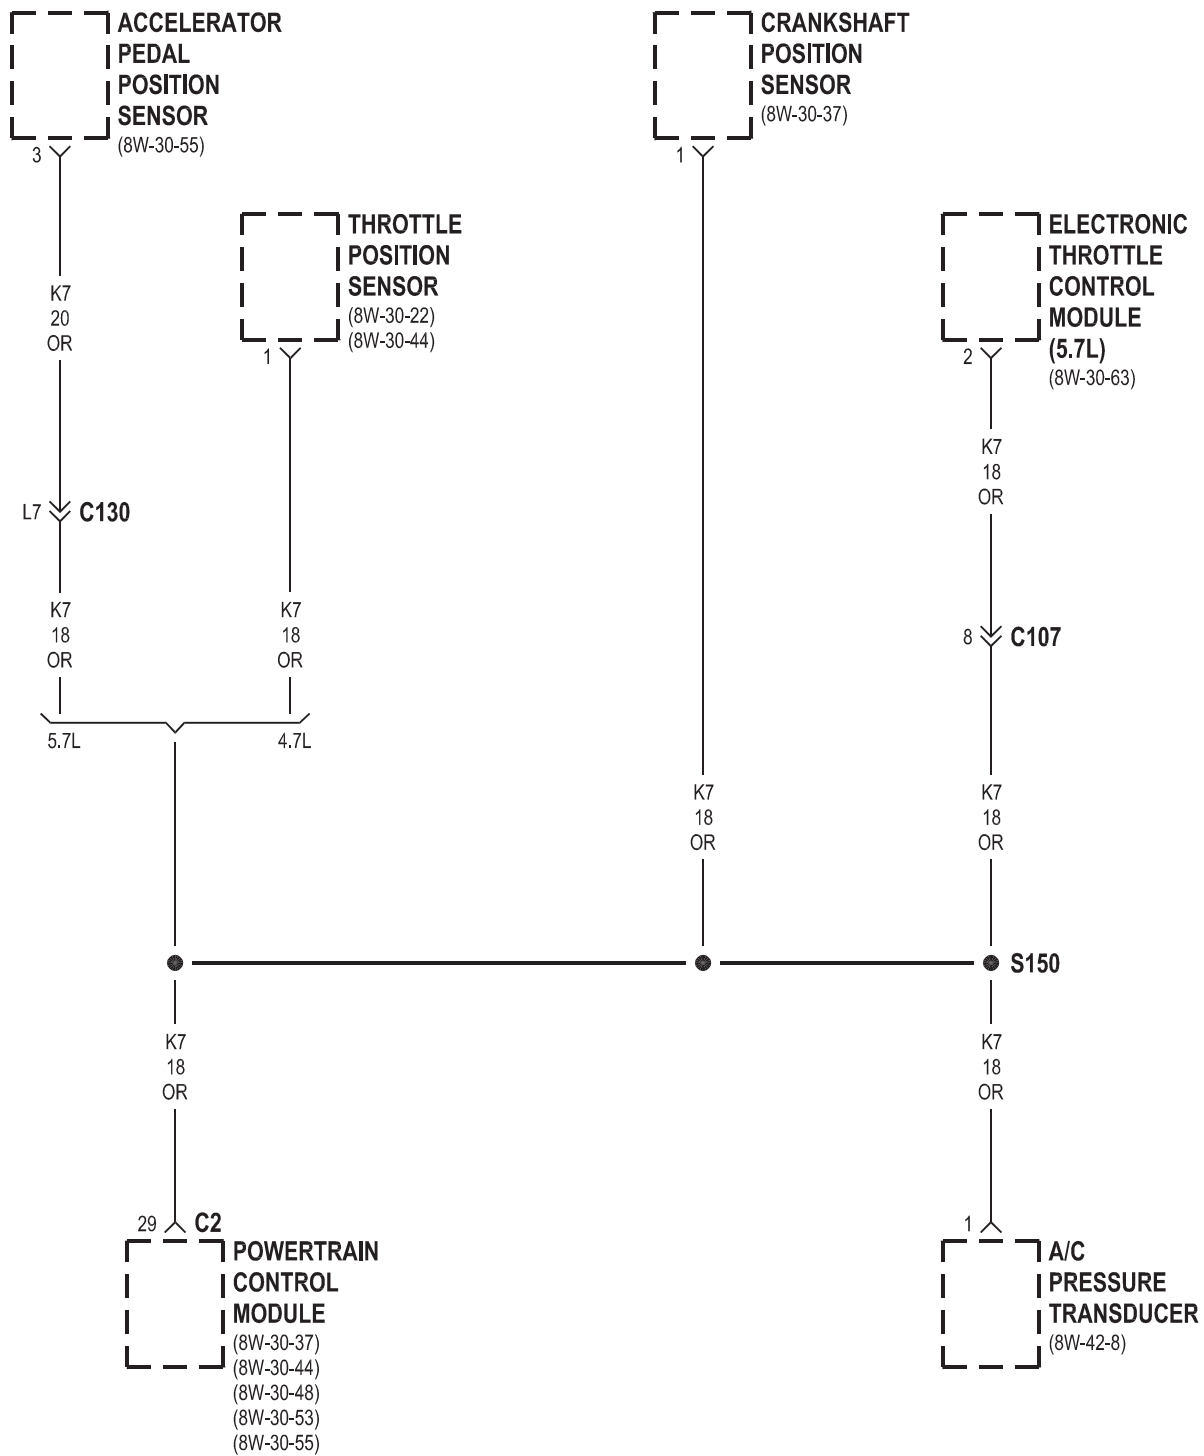 ACCELERATOR
PEDAL
POSITION
SENSOR
(8W-30-55)
3
K7
20
OR
L7
C130
K7
18
OR
5.7L
THROTTLE
POSITION
SENSOR
(8W-30-22)
(8W-30-44)
1
K7
18
OR
4.7L
CRANKSHAFT
POSITION
SENSOR
(8W-30-37)
1
K7
18
OR
ELECTRONIC
THROTTLE
CONTROL
MODULE
(5.7L)
(8W-30-63)
2
K7
18
OR
8
C107
K7
18
OR
S150
K7
18
OR
29
C2
POWERTRAIN
CONTROL
MODULE
(8W-30-37)
(8W-30-44)
(8W-30-48)
(8W-30-53)
(8W-30-55)
K7
18
OR
1
A/C
PRESSURE
TRANSDUCER
(8W-42-8)